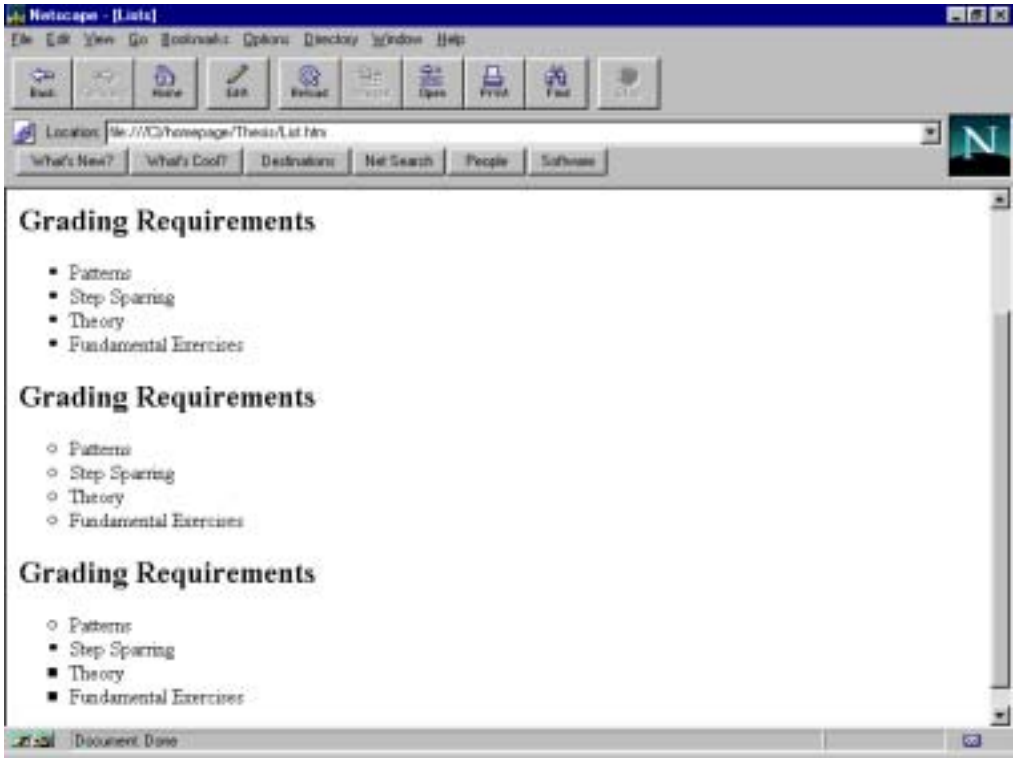 Netscape - [Lists]
File Edit View Go Bookmarks Options Directory Window Help
Back Home Edit Reload Open Print Find
Location: file:///C|/homepage/Thesis/List.htm
What's New? What's Cool? Destinations Net Search People Software
N
Grading Requirements
Patterns
Step Sparring
Theory
Fundamental Exercises
Grading Requirements
Patterns
Step Sparring
Theory
Fundamental Exercises
Grading Requirements
Patterns
Step Sparring
Theory
Fundamental Exercises
Document: Done